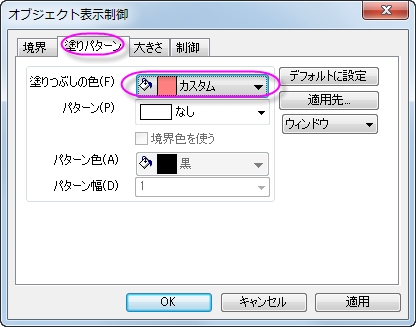 オブジェクト表示制御
境界
塗りパターン
大きさ
制御
塗りつぶしの色(F)
カスタム
デフォルトに設定
パターン(P)
なし
適用先...
境界色を使う
ウィンドウ
パターン色(A)
黒
パターン幅(D)
1
OK
キャンセル
適用